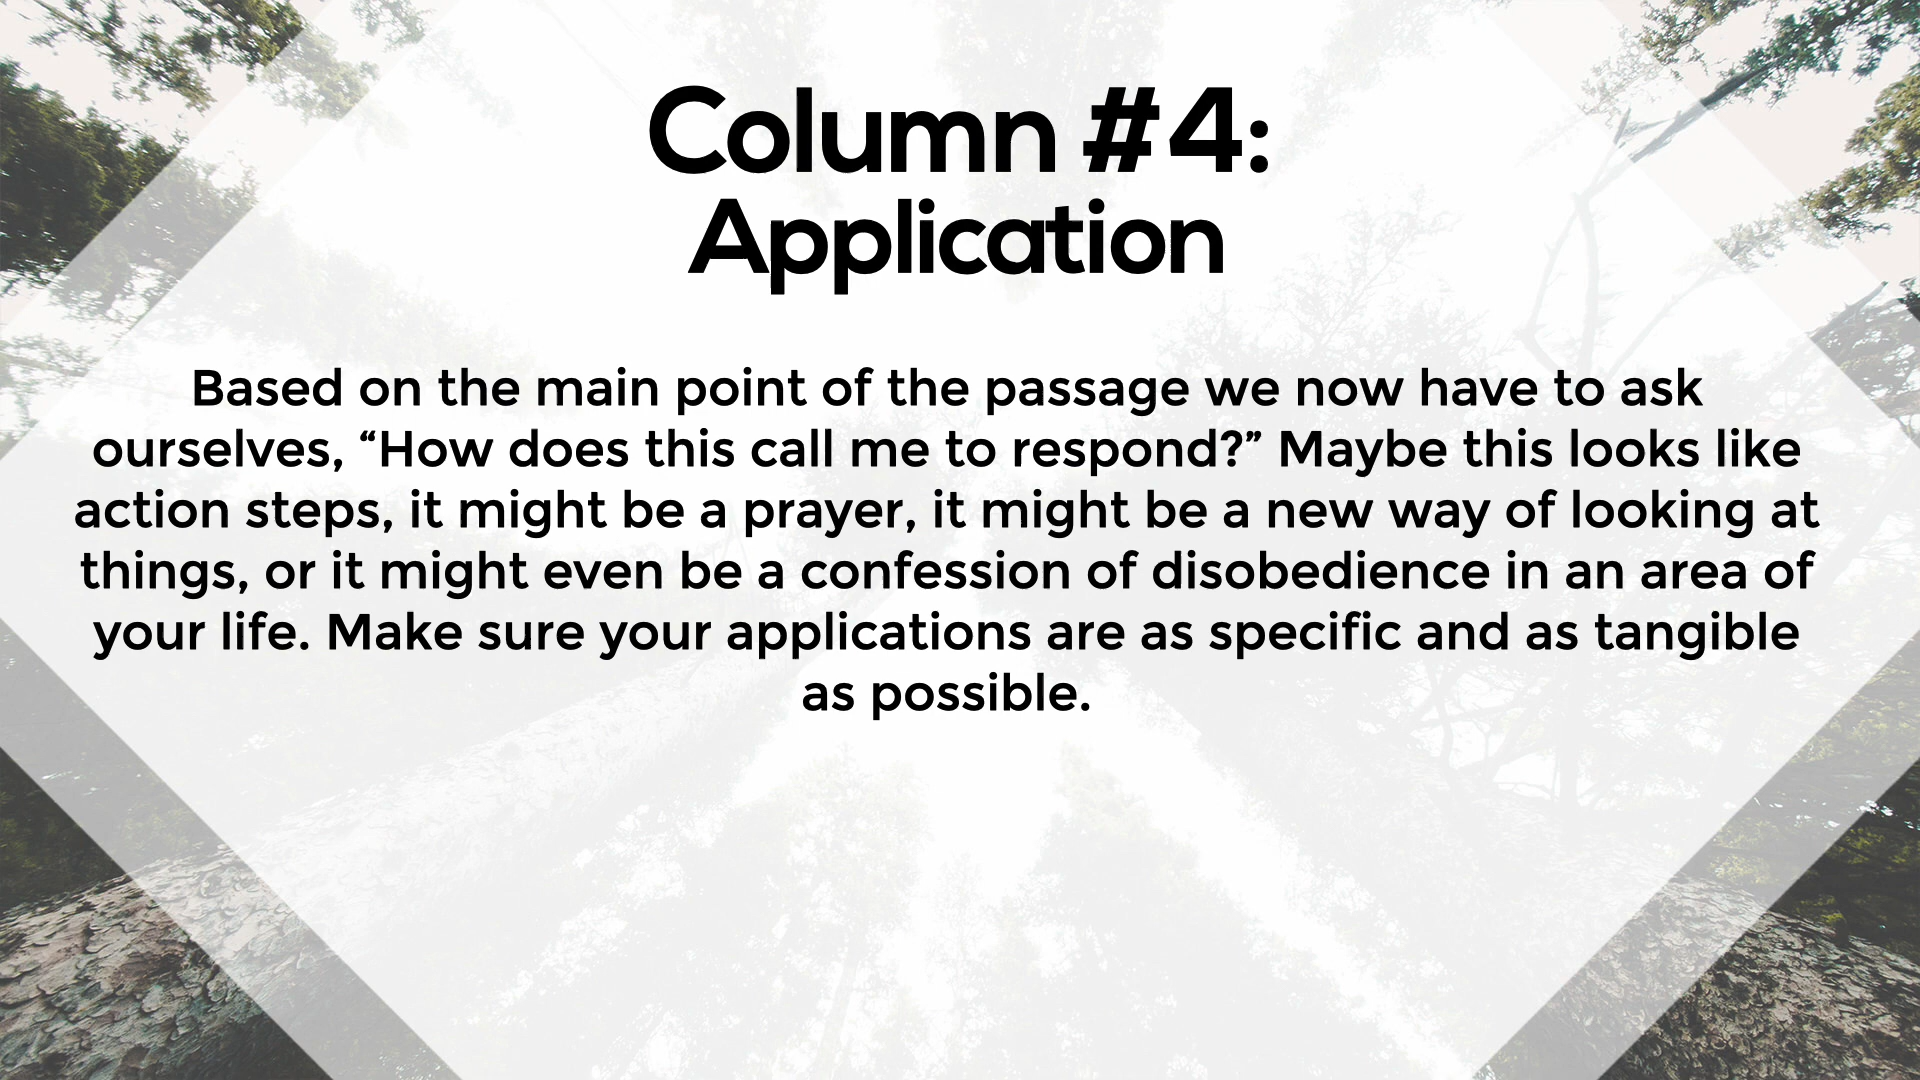 Column #4:
Application
Based on the main point of the passage we now have to ask
ourselves, “How does this call me to respond?” Maybe this looks like
action steps, it might be a prayer, it might be a new way of looking at
things, or it might even be a confession of disobedience in an area of
your life. Make sure your applications are as specific and as tangible
as possible.